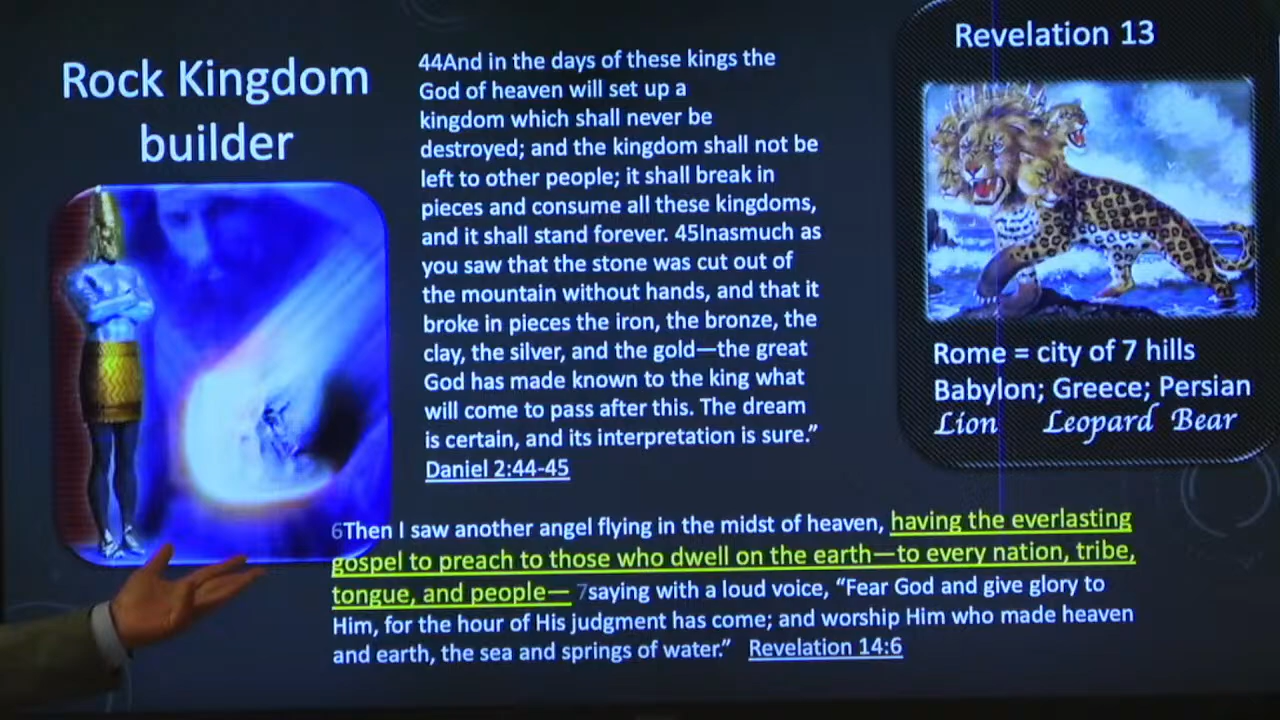 Rock Kingdom
builder
44And in the days of these kings the
God of heaven will set up a
kingdom which shall never be
destroyed; and the kingdom shall not be
left to other people; it shall break in
pieces and consume all these kingdoms,
and it shall stand forever. 45Inasmuch as
you saw that the stone was cut out of
the mountain without hands, and that it
broke in pieces the iron, the bronze, the
clay, the silver, and the gold—the great
God has made known to the king what
will come to pass after this. The dream
is certain, and its interpretation is sure.”
Daniel 2:44-45
Revelation 13
Rome = city of 7 hills
Babylon; Greece; Persian
Lion Leopard Bear
6Then I saw another angel flying in the midst of heaven, having the everlasting
gospel to preach to those who dwell on the earth—to every nation, tribe,
tongue, and people— 7saying with a loud voice, “Fear God and give glory to
Him, for the hour of His judgment has come; and worship Him who made heaven
and earth, the sea and springs of water.” Revelation 14:6